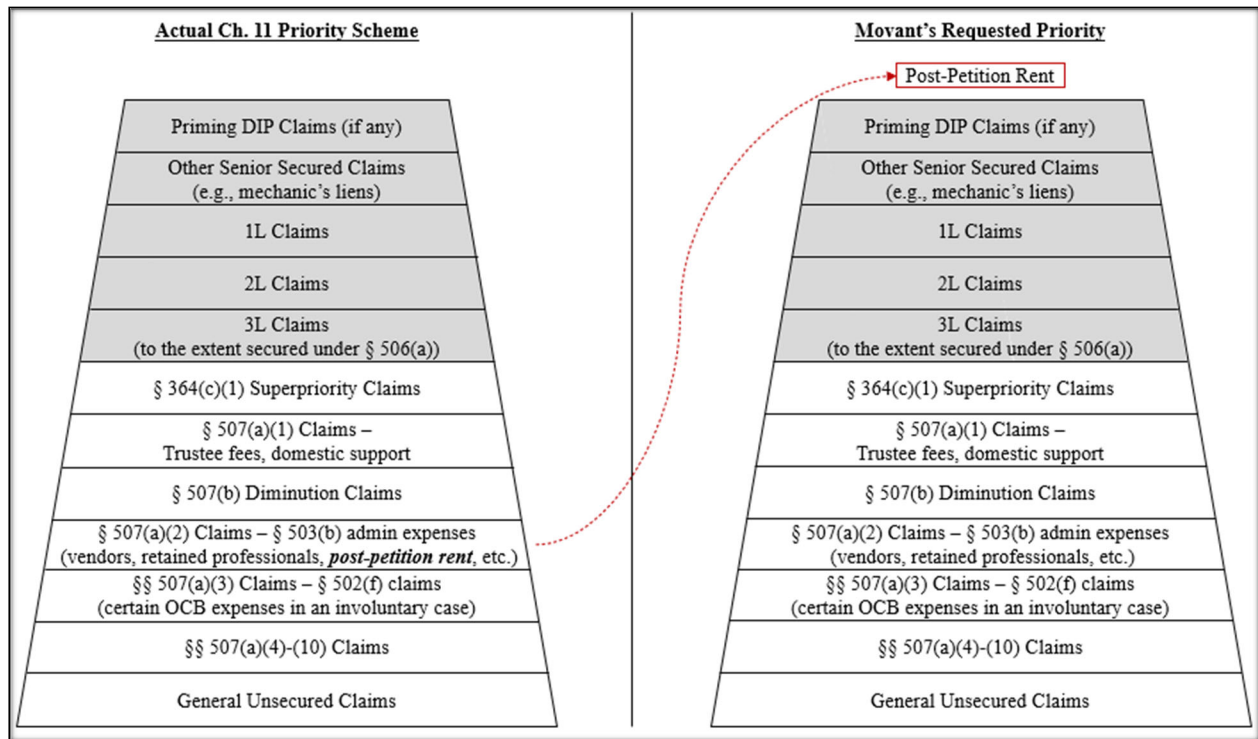 Actual Ch. 11 Priority Scheme
Priming DIP Claims (if any)
Other Senior Secured Claims
(e.g., mechanic's liens)
1L Claims
2L Claims
3L Claims
(to the extent secured under § 506(a))
§ 364(c)(1) Superpriority Claims
§ 507(a)(1) Claims –
Trustee fees, domestic support
§ 507(b) Diminution Claims
§ 507(a)(2) Claims – § 503(b) admin expenses
(vendors, retained professionals, post-petition rent, etc.)
§§ 507(a)(3) Claims – § 502(f) claims
(certain OCB expenses in an involuntary case)
§§ 507(a)(4)-(10) Claims
General Unsecured Claims
Movant's Requested Priority
Post-Petition Rent
Priming DIP Claims (if any)
Other Senior Secured Claims
(e.g., mechanic's liens)
1L Claims
2L Claims
3L Claims
(to the extent secured under § 506(a))
§ 364(c)(1) Superpriority Claims
§ 507(a)(1) Claims –
Trustee fees, domestic support
§ 507(b) Diminution Claims
§ 507(a)(2) Claims – § 503(b) admin expenses
(vendors, retained professionals, etc.)
§§ 507(a)(3) Claims – § 502(f) claims
(certain OCB expenses in an involuntary case)
§§ 507(a)(4)-(10) Claims
General Unsecured Claims